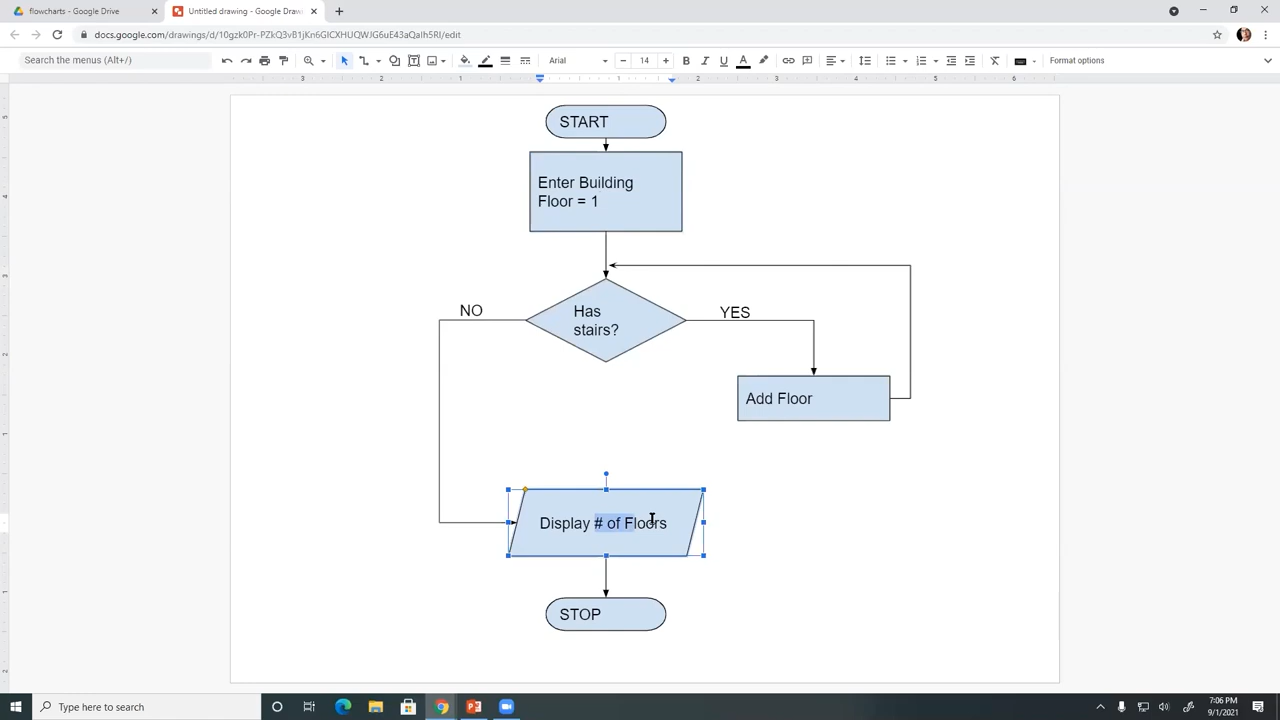 flowcharts - Google Drive
Untitled drawing - Google Draw
docs.google.com/drawings/d/10gzk0Pr-PZkQ3vB1jKn6GICXHUQWJG6uE43aQaIh5RI/edit
Search the menus (Alt+/)
Arial
14
Format options
START
Enter Building
Floor = 1
NO
Has
stairs?
YES
Add Floor
Display # of Floors
STOP
Type here to search
7:06 PM
9/1/2021